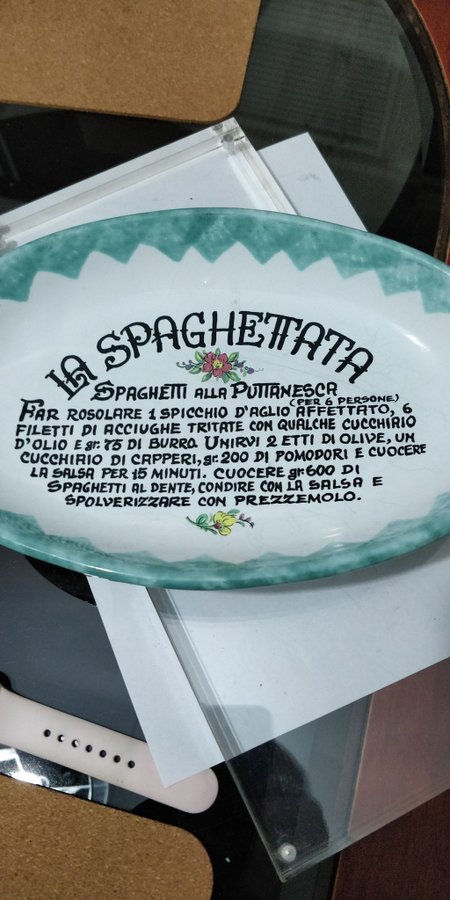 LA SPAGHETTATA
SPAGHETTI ALLA PUTTANESCA
(PER 6 PERSONE)
FAR ROSOLARE 1 SPICCHIO D'AGLIO AFFETTATO, 6
FILETTI DI ACCIUGHE TRITATE CON QUALCHE CUCCHIAIO
D'OLIO E gr. 75 DI BURRO. UNIRVI 2 ETTI DI OLIVE, UN
CUCCHIAIO DI CAPPERI, gr. 200 DI POMODORI E CUOCERE
LA SALSA PER 15 MINUTI. CUOCERE gr. 600 DI
SPAGHETTI AL DENTE, CONDIRE CON LA SALSA E
SPOLVERIZZARE CON PREZZEMOLO.